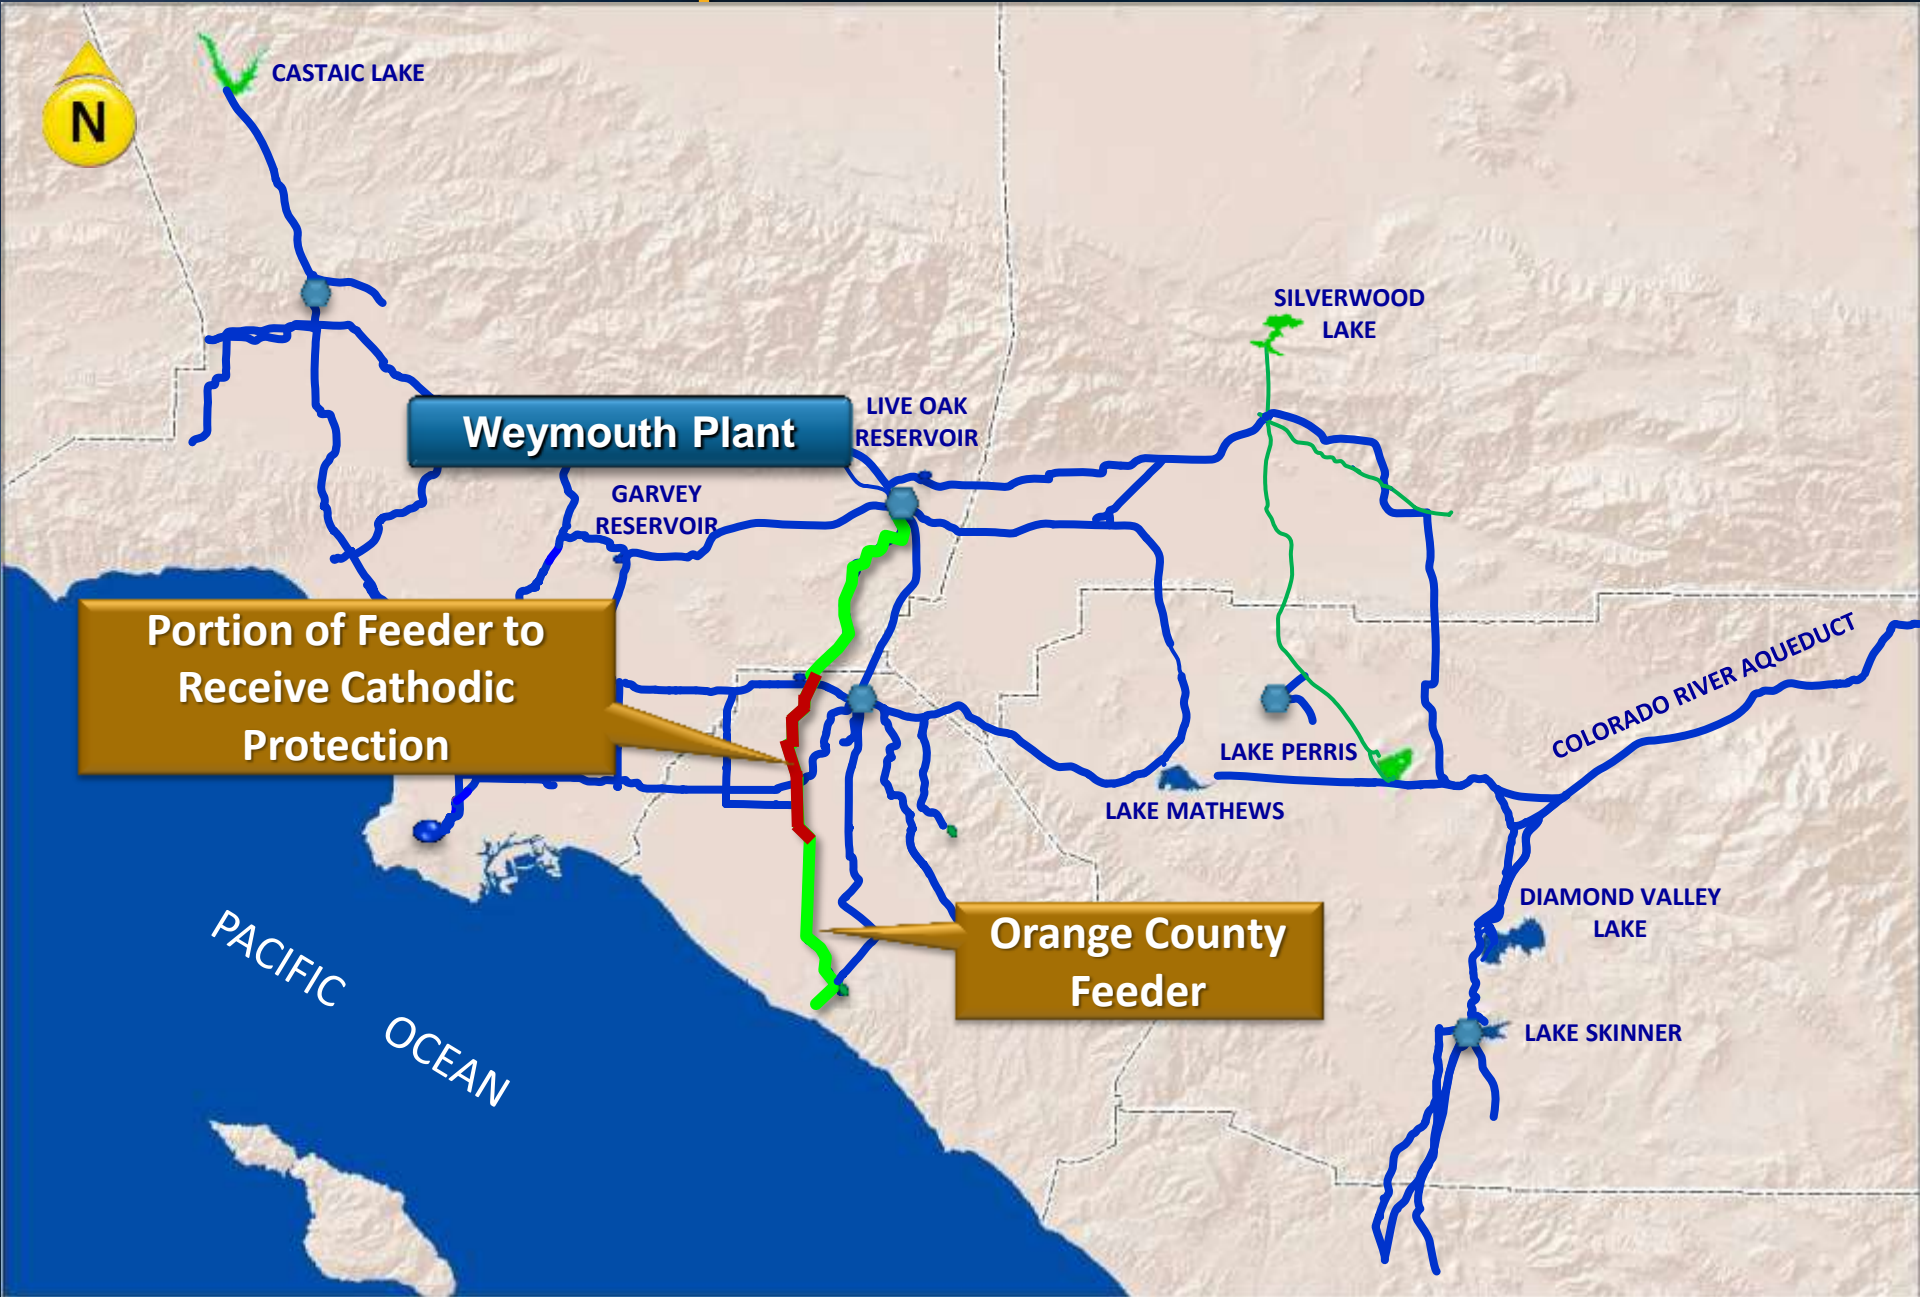 N
CASTAIC LAKE
SILVERWOOD
LAKE
LIVE OAK
RESERVOIR
Weymouth Plant
GARVEY
RESERVOIR
Portion of Feeder to
Receive Cathodic
Protection
COLORADO RIVER AQUEDUCT
LAKE PERRIS
LAKE MATHEWS
DIAMOND VALLEY
LAKE
Orange County
Feeder
PACIFIC
OCEAN
LAKE SKINNER